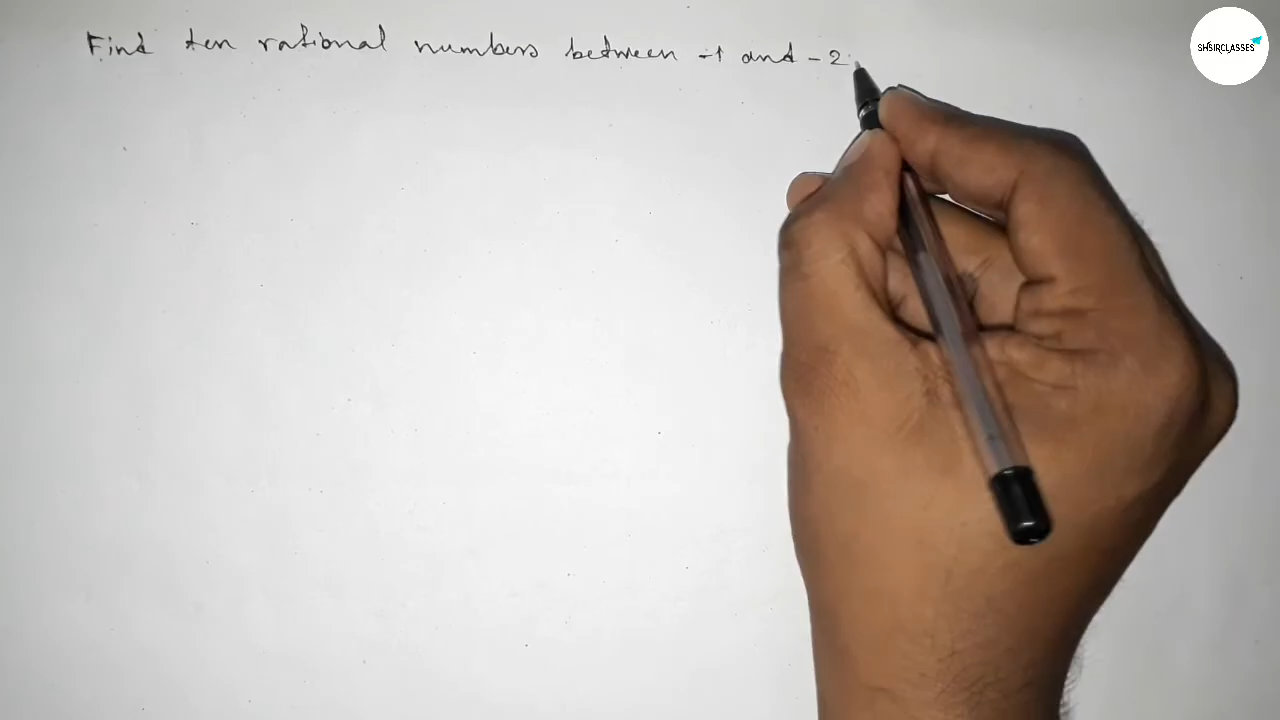 Find ten rational numbers between -1 and -2.
SHSIRCLASSES